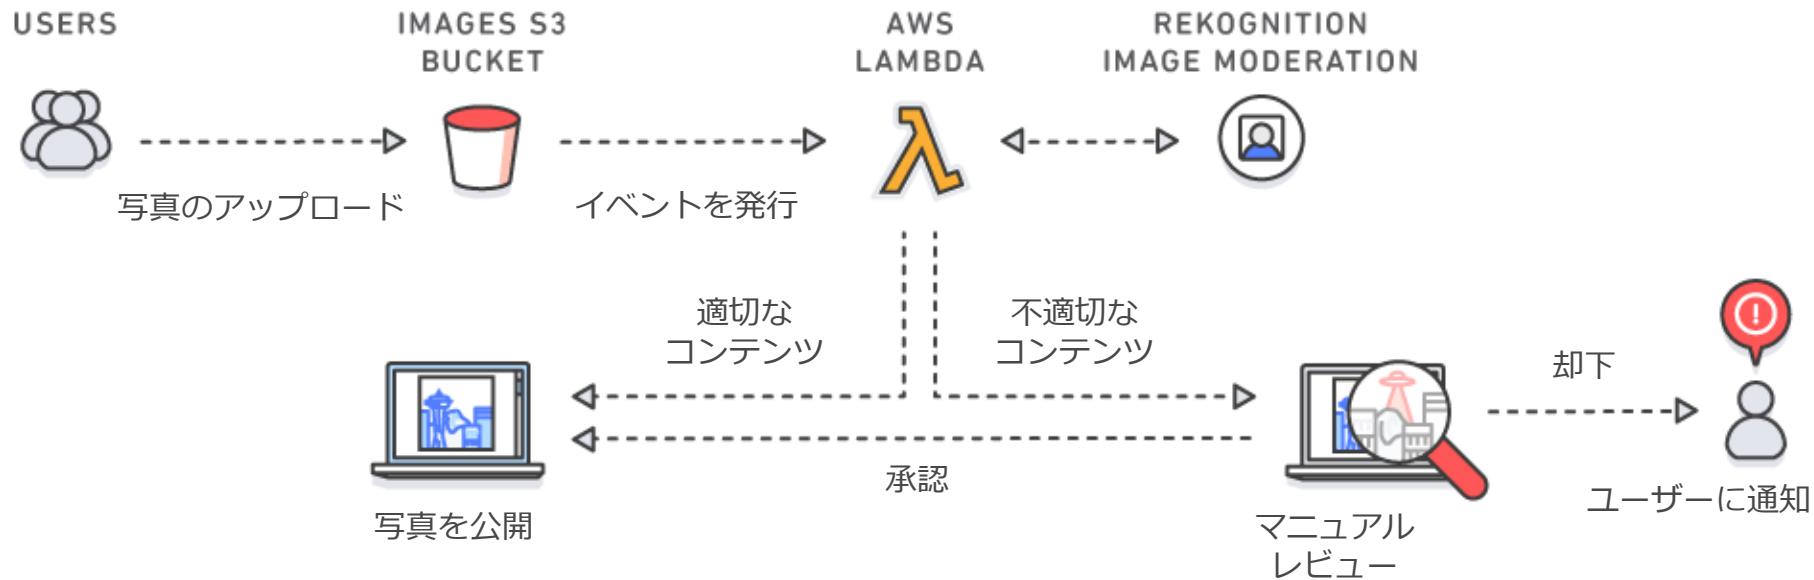 USERS
IMAGES S3
BUCKET
AWS
LAMBDA
REKOGNITION
IMAGE MODERATION
写真のアップロード
イベントを発行
適切な
コンテンツ
不適切な
コンテンツ
却下
承認
写真を公開
マニュアル
レビュー
ユーザーに通知